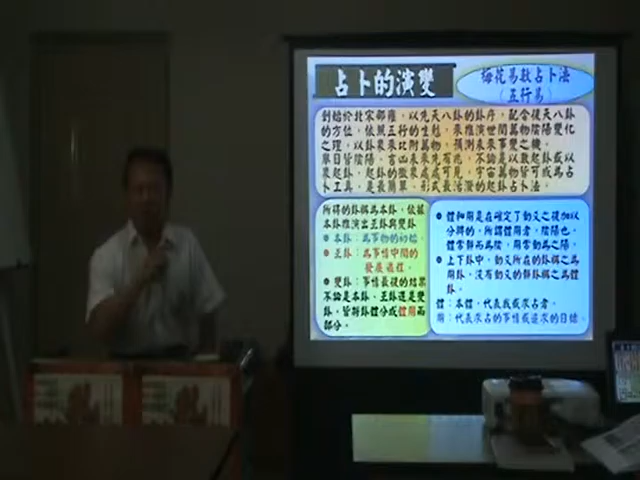 占卜的演變
梅花易數占卜法
(五行易)
創始於北宋邵雍，以先天八卦的卦序，配合後天八卦
的方位，依照五行的生剋，來推演世間萬物陰陽變化
之理，以卦象來比附萬物，預測未來事變之機。
舉目皆陰陽，言山未來先有兆，不論是以數起卦或以
象起卦，起卦的徵象處處可見，宇宙萬物皆可成為占
卜工具，是最簡單、形式最活潑的起卦占卜法。
所得的卦稱為本卦，依據
本卦推演出互卦與變卦
本卦：為事物的初始。
互卦：為事情中間的
發展過程。
變卦：事情最後的結果
不論是本卦、互卦還是變
卦，皆將卦體分成體用兩
部分。
體和用是在確定了動爻之後加以
分辨的，所謂體用者，陰陽也，
體常靜而為陰，用常動為之陽。
上下卦中，動爻所在的卦稱之為
用卦，沒有動爻的靜卦稱之為體
卦。
體：本體，代表我或求占者。
用：代表求占的事情或追求的目標。